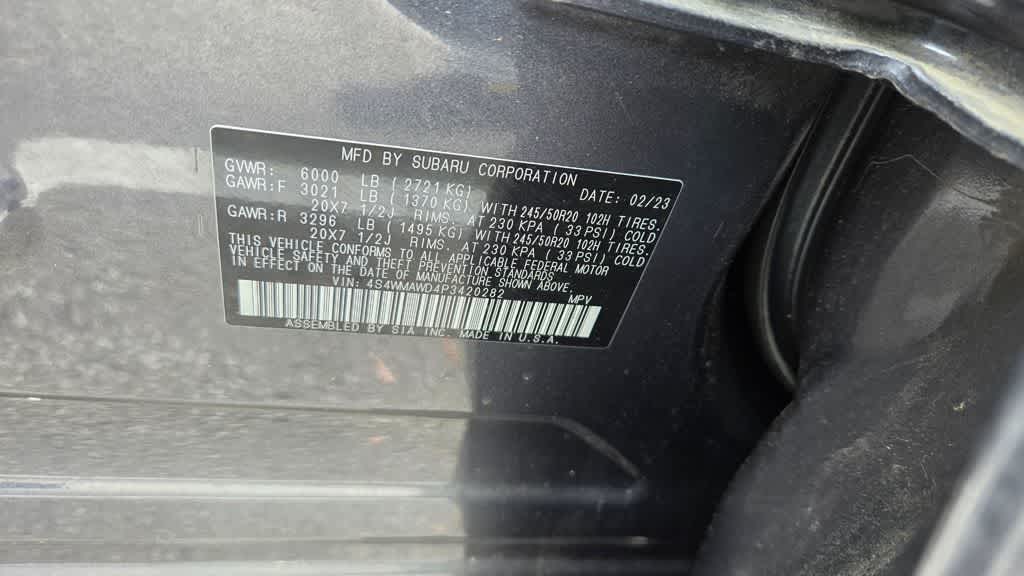 MFD BY SUBARU CORPORATION
GVWR: 6000 LB (2721 KG) DATE: 02/23
GAWR:F 3021 LB (1370 KG) WITH 245/50R20 102H TIRES.
20X7 1/2J RIMS. AT 230 KPA (33 PSI) COLD
GAWR:R 3296 LB (1495 KG) WITH 245/50R20 102H TIRES.
20X7 1/2J RIMS. AT 230 KPA (33 PSI) COLD
THIS VEHICLE CONFORMS TO ALL APPLICABLE FEDERAL MOTOR
VEHICLE SAFETY AND THEFT PREVENTION STANDARDS
IN EFFECT ON THE DATE OF MANUFACTURE SHOWN ABOVE.
VIN: 4S4WMAWD4P3420282 MPV
ASSEMBLED BY SIA INC. MADE IN U.S.A.